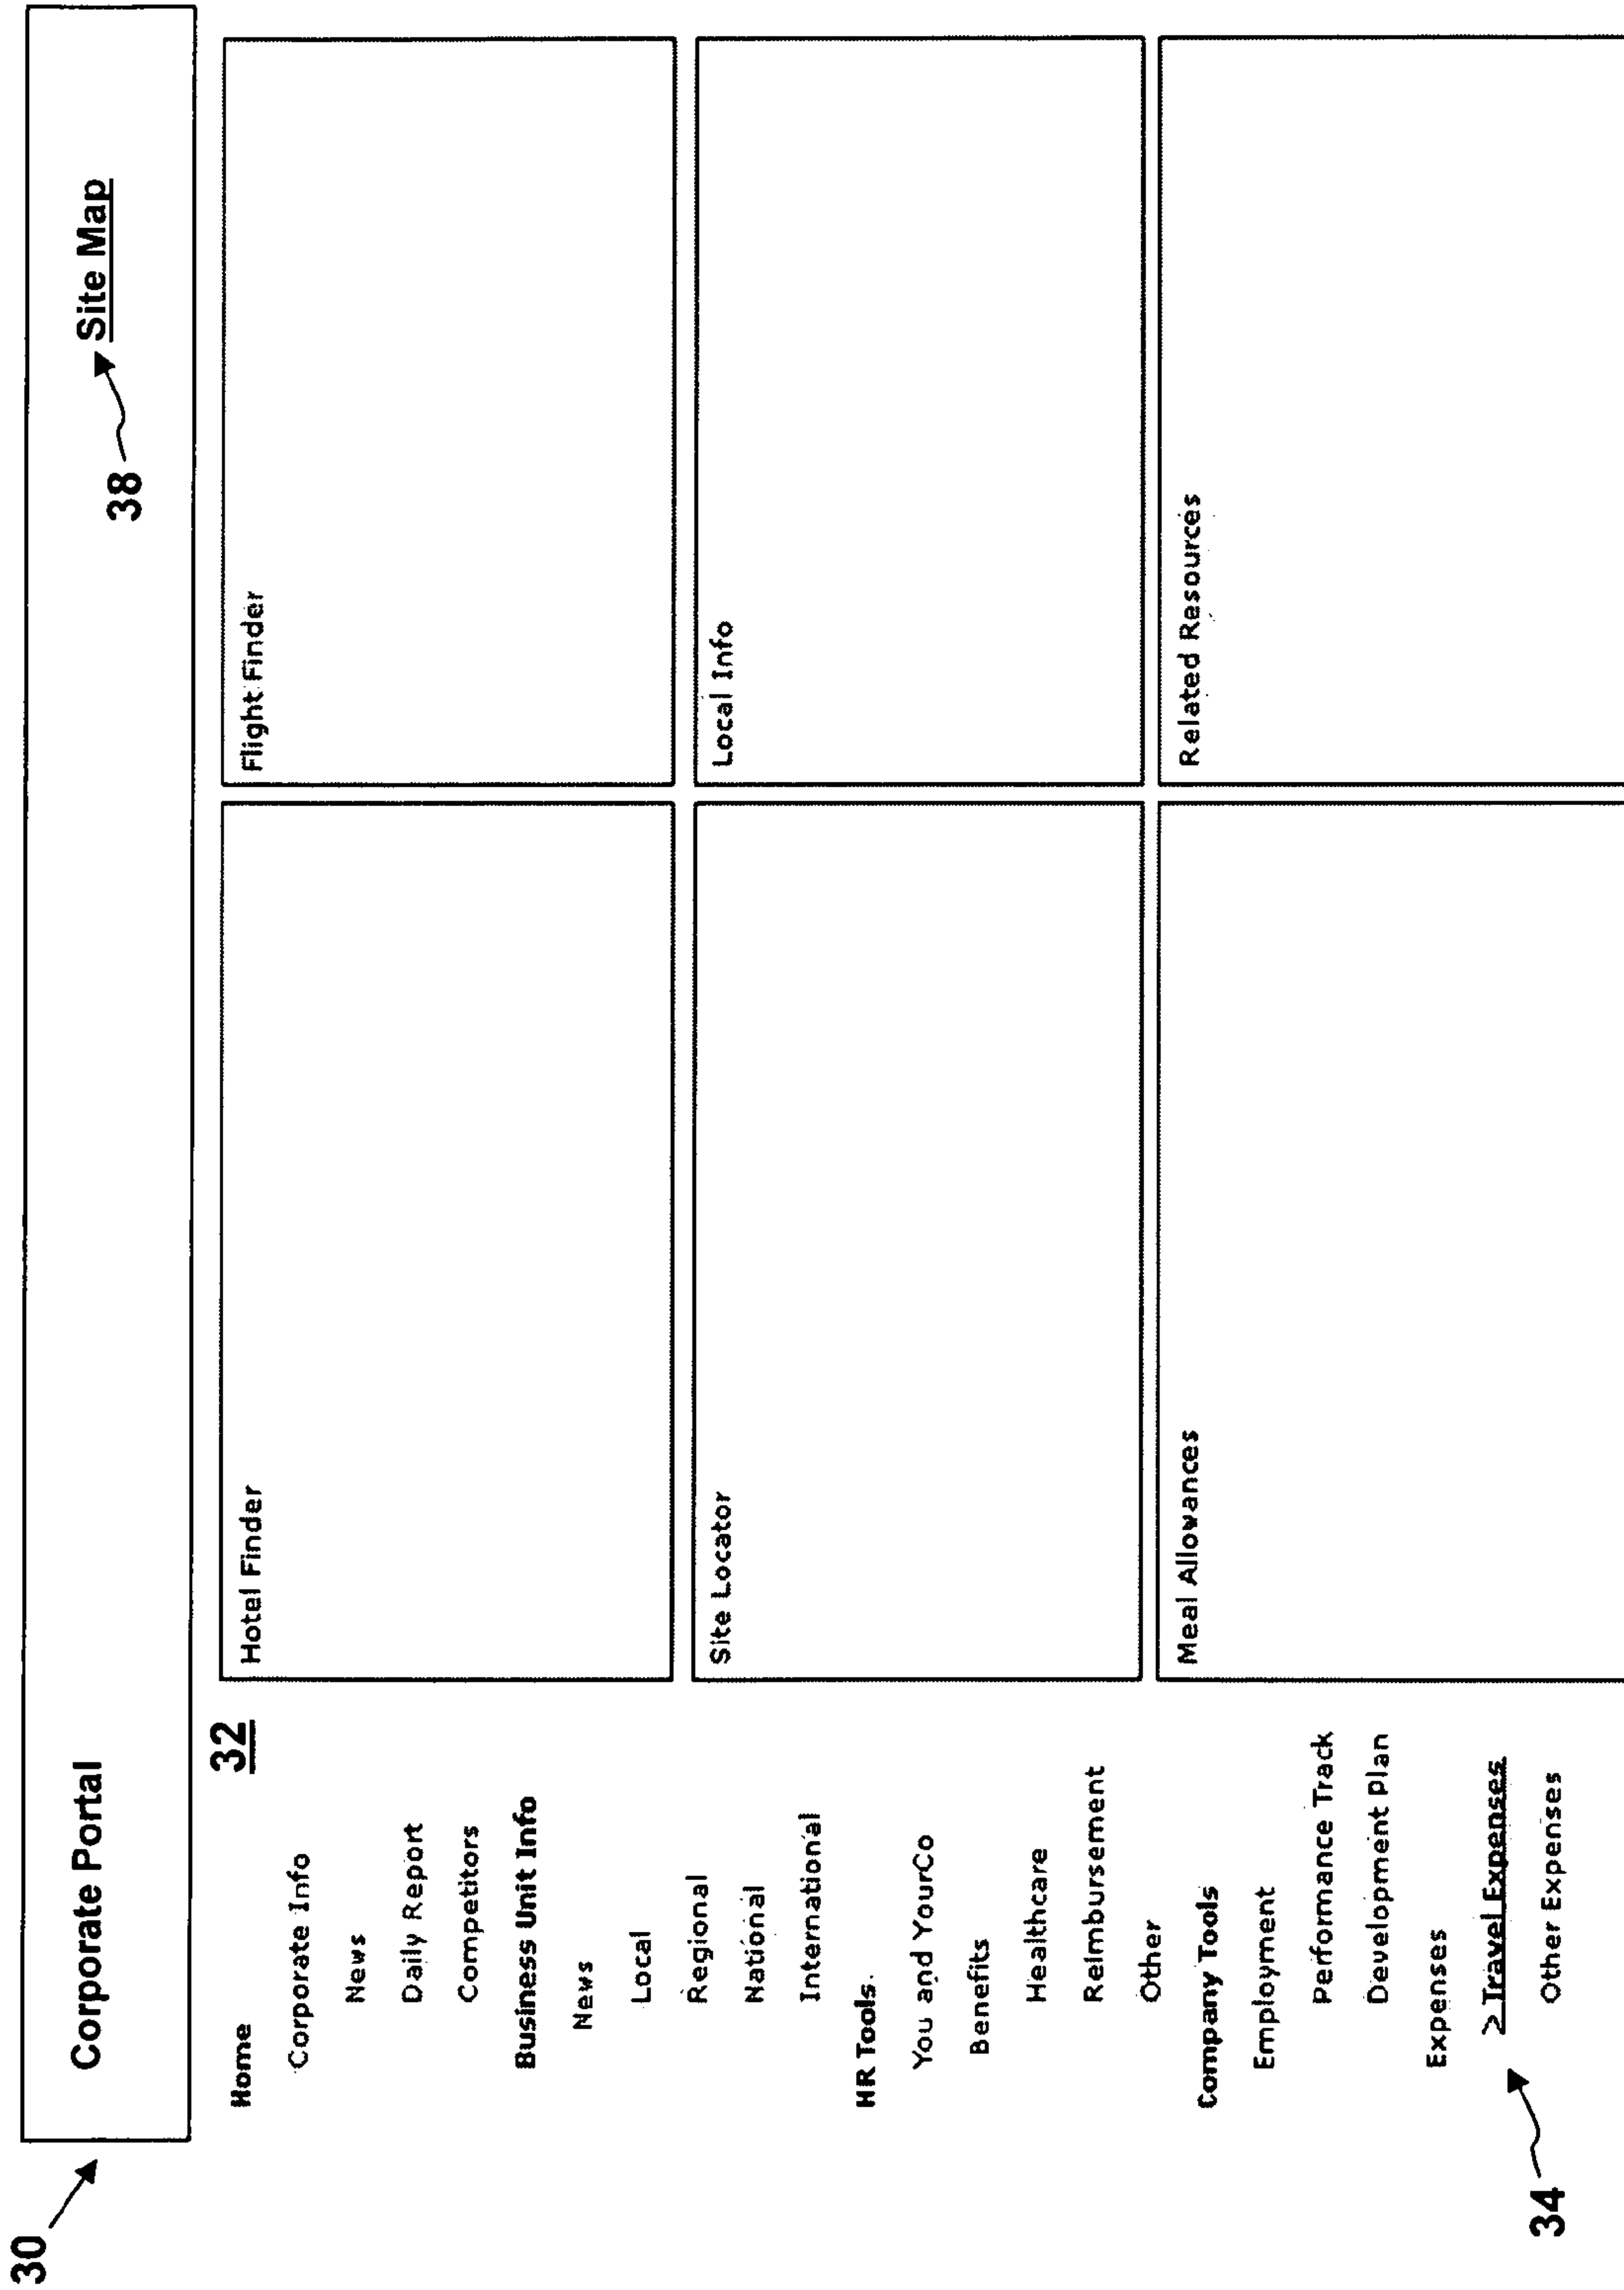 30
Corporate Portal
38
Site Map
32
Home
Corporate Info
News
Daily Report
Competitors
Business Unit Info
News
Local
Regional
National
International
HR Tools
You and YourCo
Benefits
Healthcare
Reimbursement
Other
Company Tools
Employment
Performance Track
Development Plan
Expenses
> Travel Expenses
Other Expenses
34
Hotel Finder
Flight Finder
Site Locator
Local Info
Meal Allowances
Related Resources